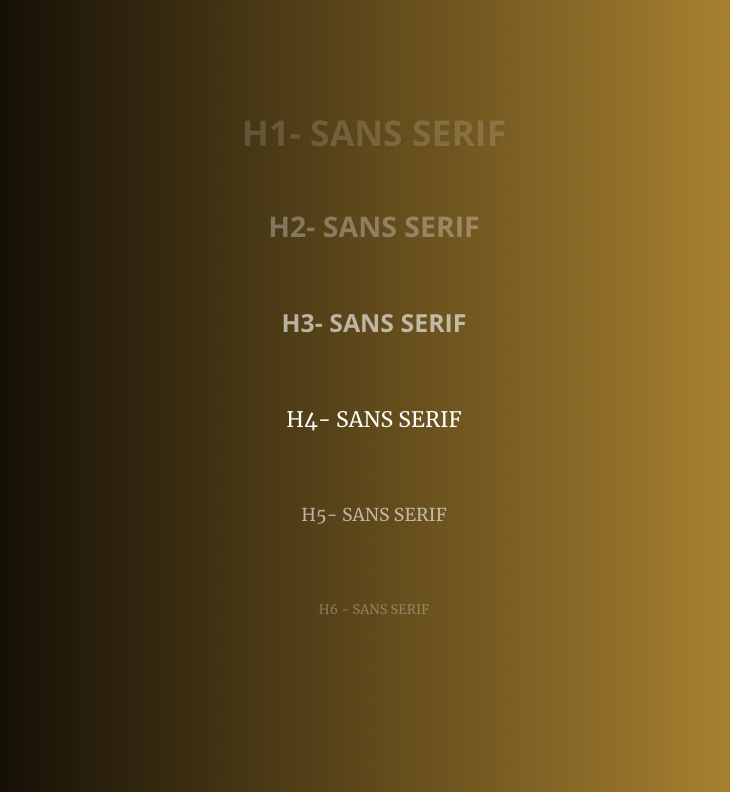 H1- SANS SERIF
H2- SANS SERIF
H3- SANS SERIF
H4- SANS SERIF
H5- SANS SERIF
H6 - SANS SERIF